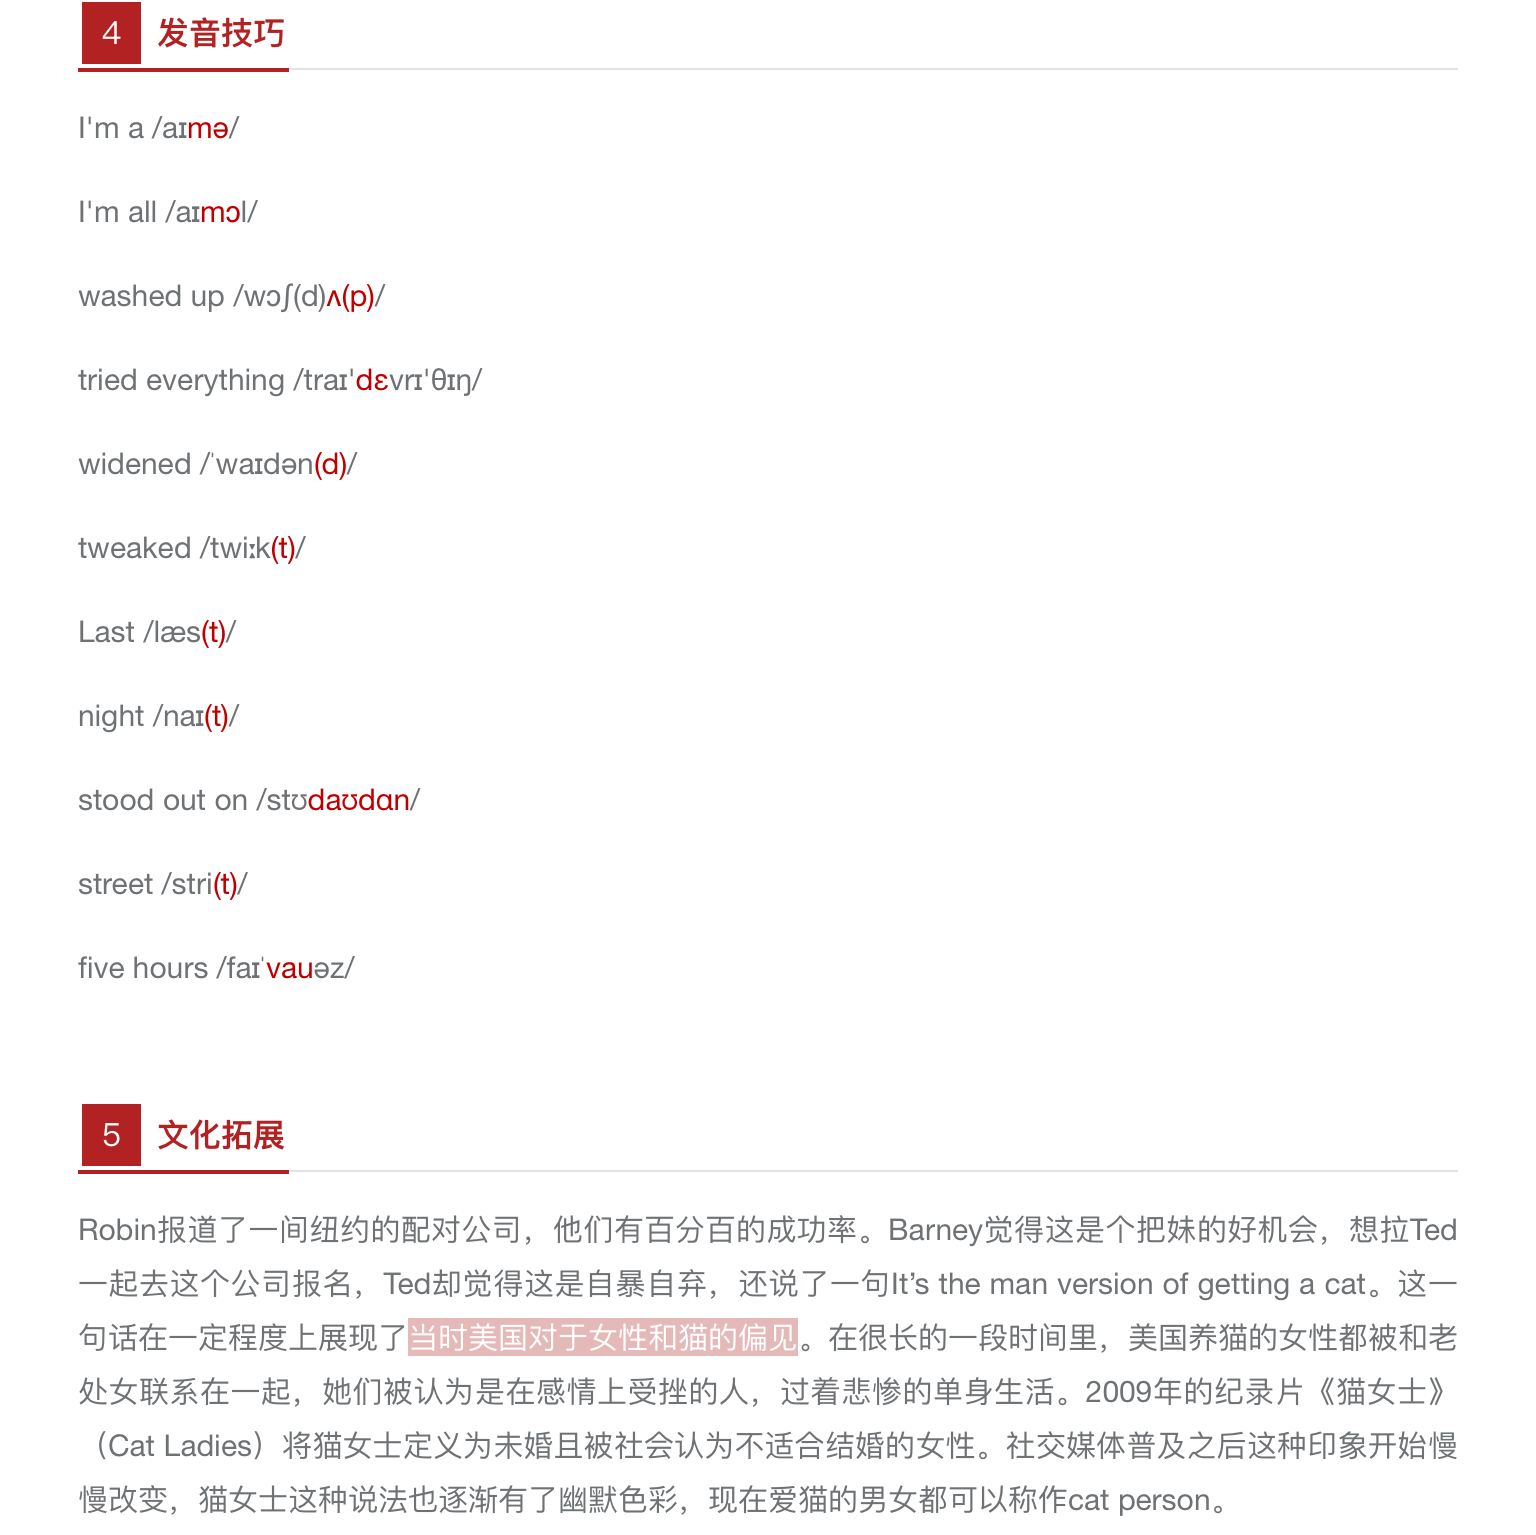 4 发音技巧
I'm a /aɪmə/
I'm all /aɪmɔl/
washed up /wɔʃ(d)ʌ(p)/
tried everything /traɪ'dɛvrɪ'θɪŋ/
widened /ˈwaɪdən(d)/
tweaked /twiːk(t)/
Last /læs(t)/
night /naɪ(t)/
stood out on /stʊdaʊdɑn/
street /stri(t)/
five hours /faɪˈvauəz/
5 文化拓展
Robin报道了一间纽约的配对公司，他们有百分百的成功率。Barney觉得这是个把妹的好机会，想拉Ted
一起去这个公司报名，Ted却觉得这是自暴自弃，还说了一句It’s the man version of getting a cat。这一
句话在一定程度上展现了当时美国对于女性和猫的偏见。在很长的一段时间里，美国养猫的女性都被和老
处女联系在一起，她们被认为是在感情上受挫的人，过着悲惨的单身生活。2009年的纪录片《猫女士》
（Cat Ladies）将猫女士定义为未婚且被社会认为不适合结婚的女性。社交媒体普及之后这种印象开始慢
慢改变，猫女士这种说法也逐渐有了幽默色彩，现在爱猫的男女都可以称作cat person。